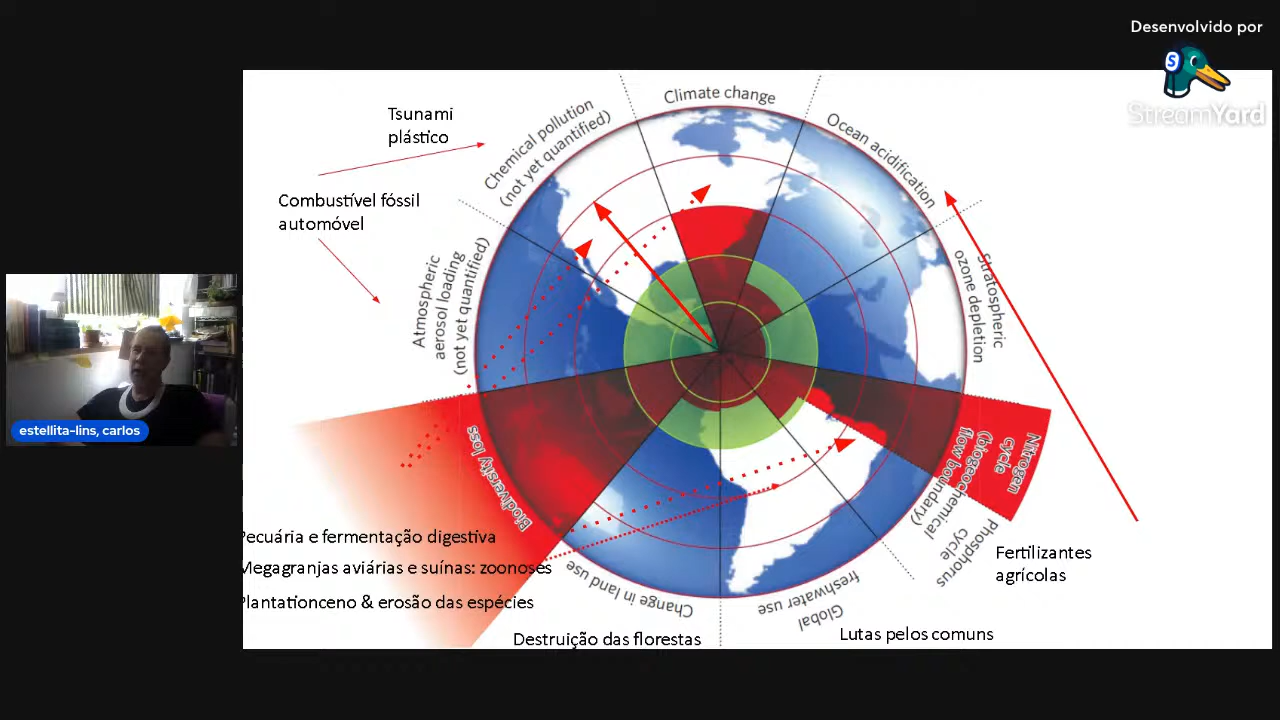 Desenvolvido por
StreamYard
Tsunami
plástico
Combustível fóssil
automóvel
Climate change
Chemical pollution
(not yet quantified)
Ocean acidification
Atmospheric
aerosol loading
(not yet quantified)
Stratospheric
ozone depletion
estellita-lins, carlos
Biodiversity loss
Nitrogen
cycle
(biogeochemical
flow boundary)
Phosphorus
cycle
Pecuária e fermentação digestiva
Megagranjas aviárias e suínas: zoonoses
Plantationceno & erosão das espécies
Fertilizantes
agrícolas
Change in land use
Global
freshwater use
Destruição das florestas
Lutas pelos comuns